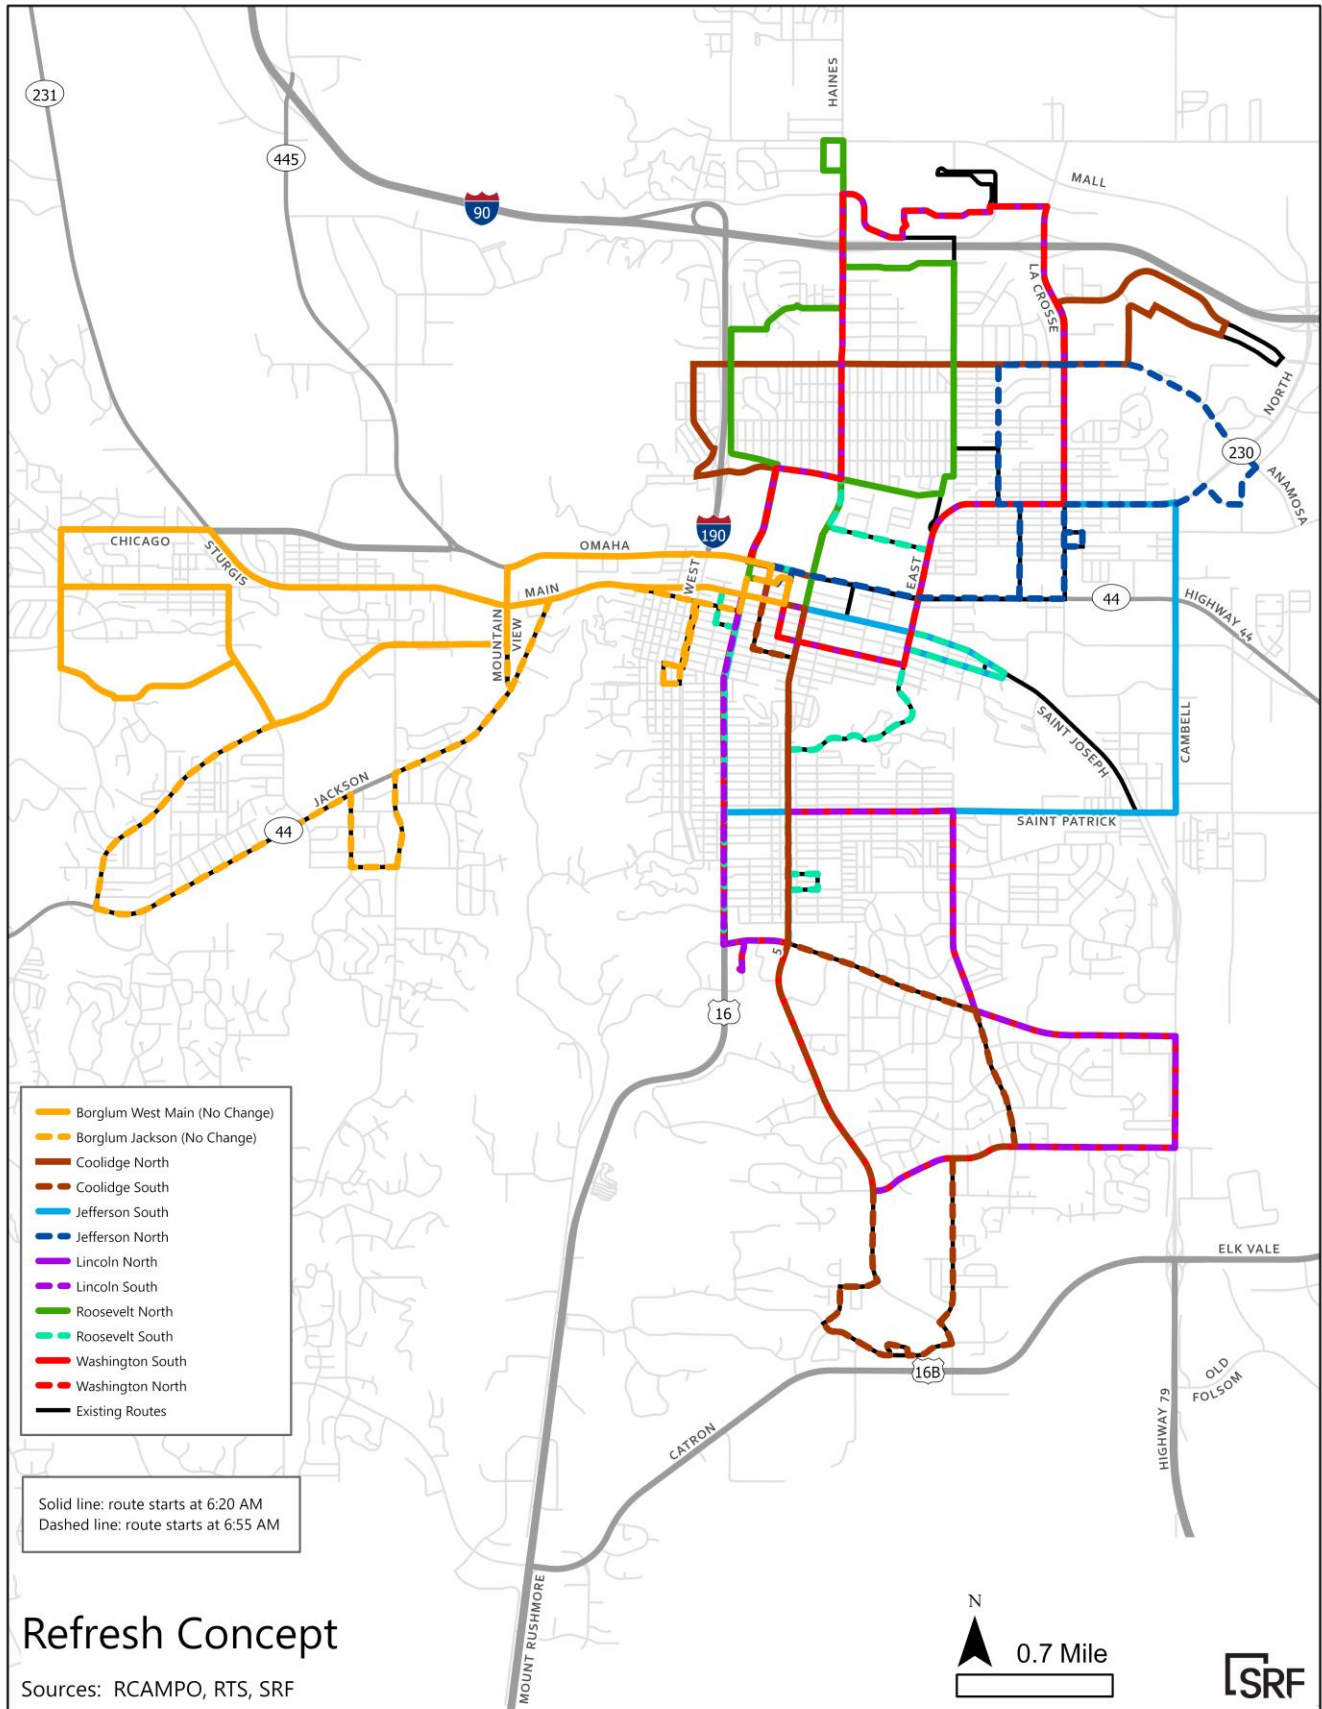 HAINES
231
445
MALL
90
LA CROSSE
NORTH
230
ANAMOSA
190
CHICAGO
STURGIS
OMAHA
WEST
EAST
MAIN
44
HIGHWAY 44
MOUNTAIN
VIEW
SAINT JOSEPH
CAMBELL
JACKSON
44
SAINT PATRICK
5
16
Borglum West Main (No Change)
Borglum Jackson (No Change)
Coolidge North
Coolidge South
Jefferson South
Jefferson North
Lincoln North
Lincoln South
Roosevelt North
Roosevelt South
Washington South
Washington North
Existing Routes
ELK VALE
16B
OLD
FOLSOM
HIGHWAY 79
CATRON
Solid line: route starts at 6:20 AM
Dashed line: route starts at 6:55 AM
MOUNT RUSHMORE
Refresh Concept
Sources: RCAMPO, RTS, SRF
N
0.7 Mile
SRF